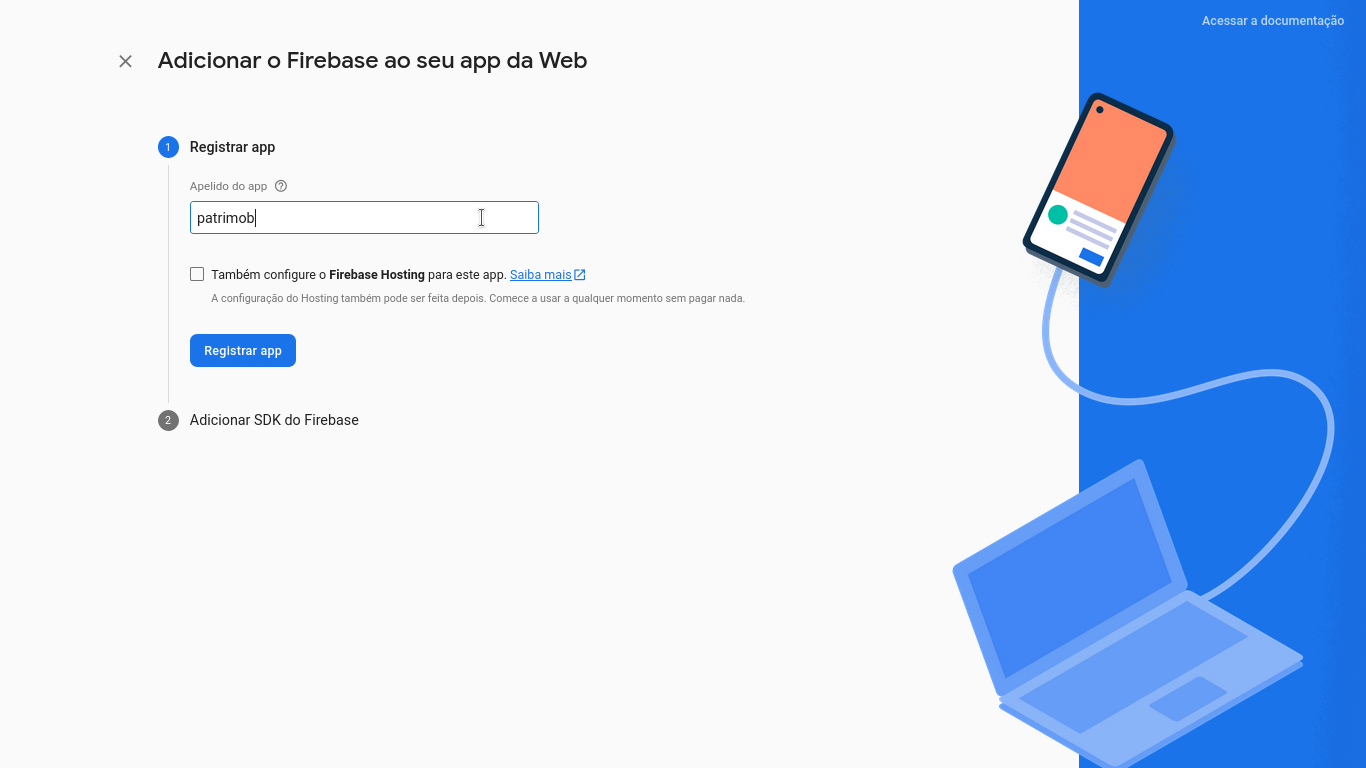 Acessar a documentação
Adicionar o Firebase ao seu app da Web
1 Registrar app
Apelido do app
patrimob
Também configure o Firebase Hosting para este app. Saiba mais
A configuração do Hosting também pode ser feita depois. Comece a usar a qualquer momento sem pagar nada.
Registrar app
2 Adicionar SDK do Firebase